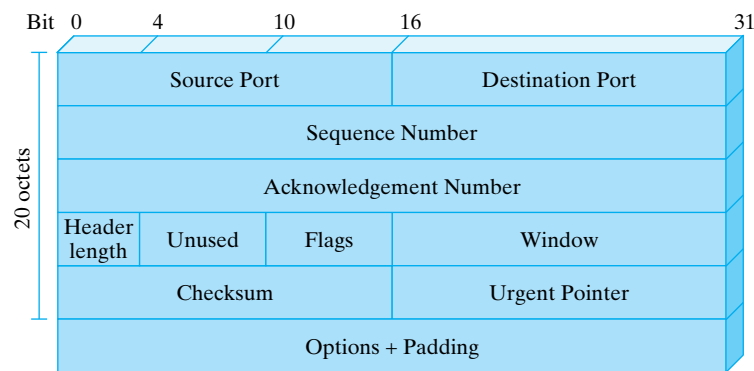 Bit 0 4 10 16 31
Source Port Destination Port
Sequence Number
Acknowledgement Number
Header
length
Unused Flags Window
Checksum Urgent Pointer
Options + Padding
20 octets